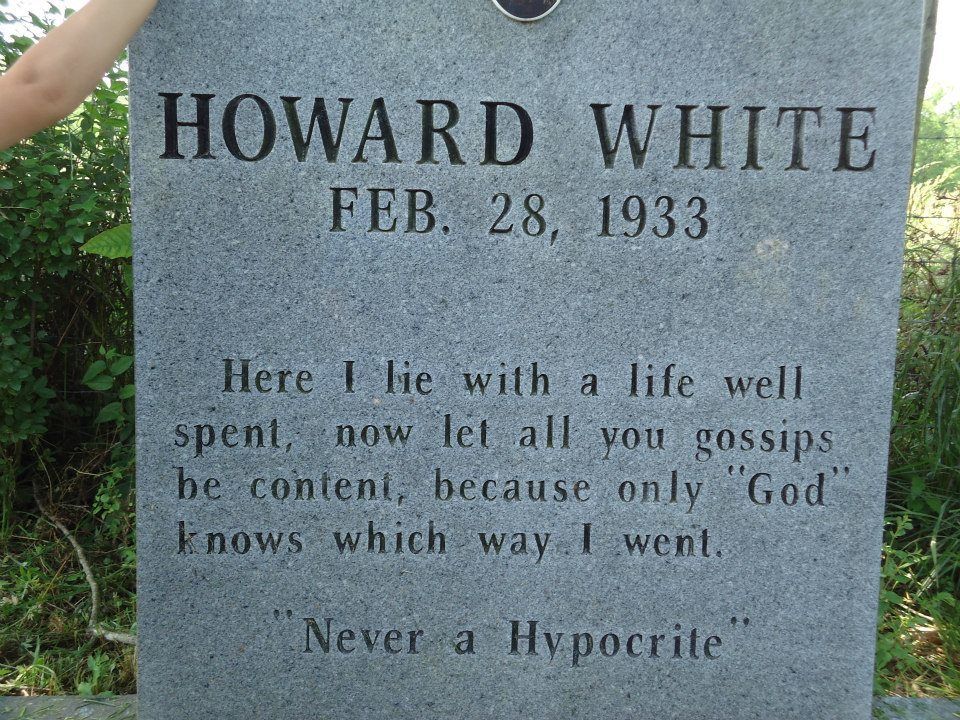 HOWARD WHITE
FEB. 28, 1933
Here I lie with a life well
spent, now let all you gossips
be content, because only "God"
knows which way I went.
"Never a Hypocrite"